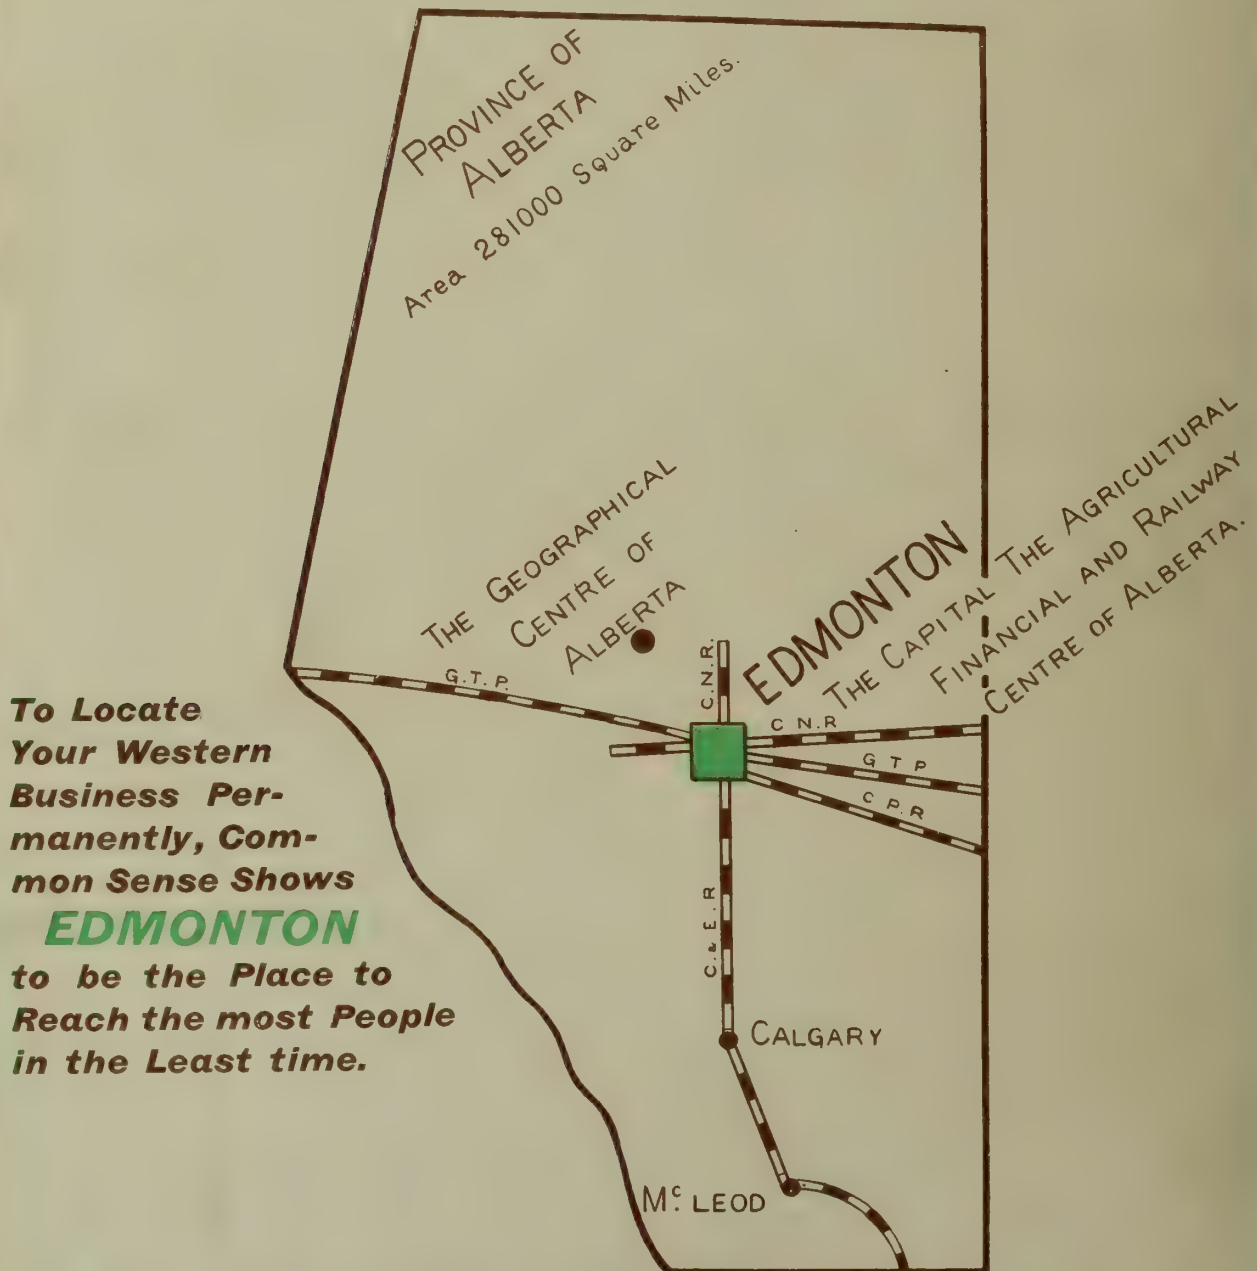 PROVINCE OF
ALBERTA
Area 281000 Square Miles.
THE GEOGRAPHICAL
CENTRE OF
ALBERTA
EDMONTON
THE CAPITAL THE AGRICULTURAL
FINANCIAL AND RAILWAY
CENTRE OF ALBERTA.
G.T.P.
C.N.R.
C N.R
G T P
C P.R
C. & E. R
To Locate
Your Western
Business Per-
manently, Com-
mon Sense Shows
EDMONTON
to be the Place to
Reach the most People
in the Least time.
CALGARY
Mc. LEOD